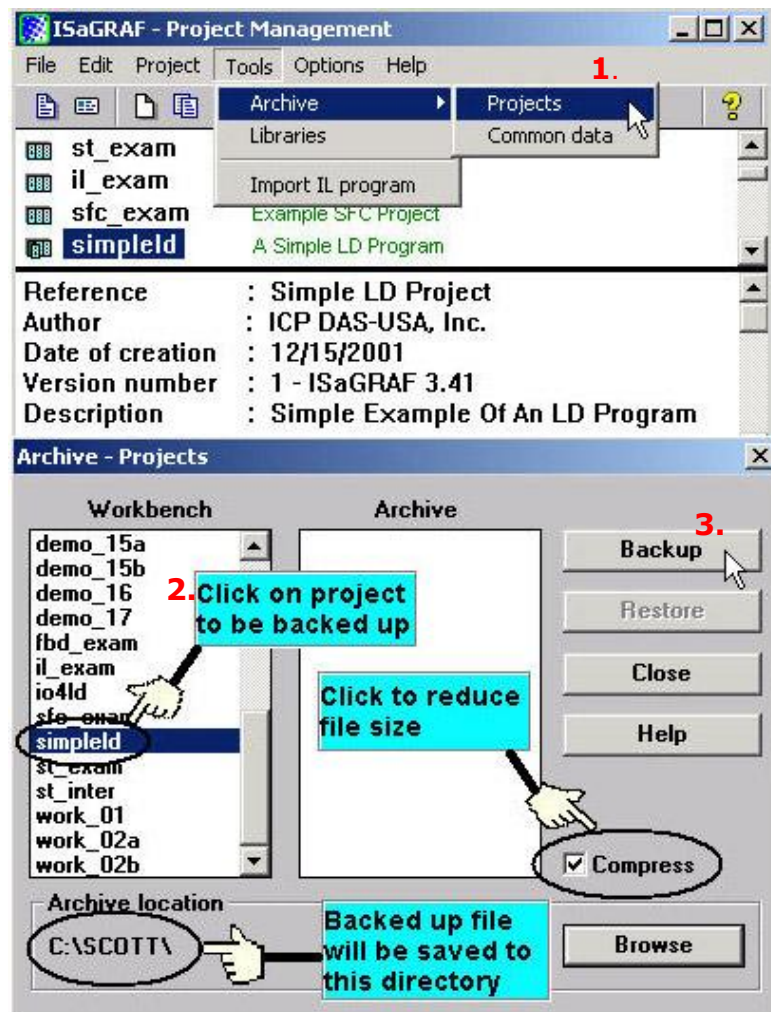 ISaGRAF - Project Management
File Edit Project Tools Options Help
1.
Archive
Projects
Libraries
Common data
Import IL program
st_exam
il_exam
sfc_exam Example SFC Project
simpleld A Simple LD Program
Reference : Simple LD Project
Author : ICP DAS-USA, Inc.
Date of creation : 12/15/2001
Version number : 1 - ISaGRAF 3.41
Description : Simple Example Of An LD Program
Archive - Projects
Workbench
Archive
demo_15a
demo_15b
demo_16
demo_17
fbd_exam
il_exam
io4ld
sfc_exam
simpleld
st_exam
st_inter
work_01
work_02a
work_02b
2.
Click on project
to be backed up
Click to reduce
file size
3.
Backup
Restore
Close
Help
Compress
Archive location
C:\SCOTT\
Backed up file
will be saved to
this directory
Browse